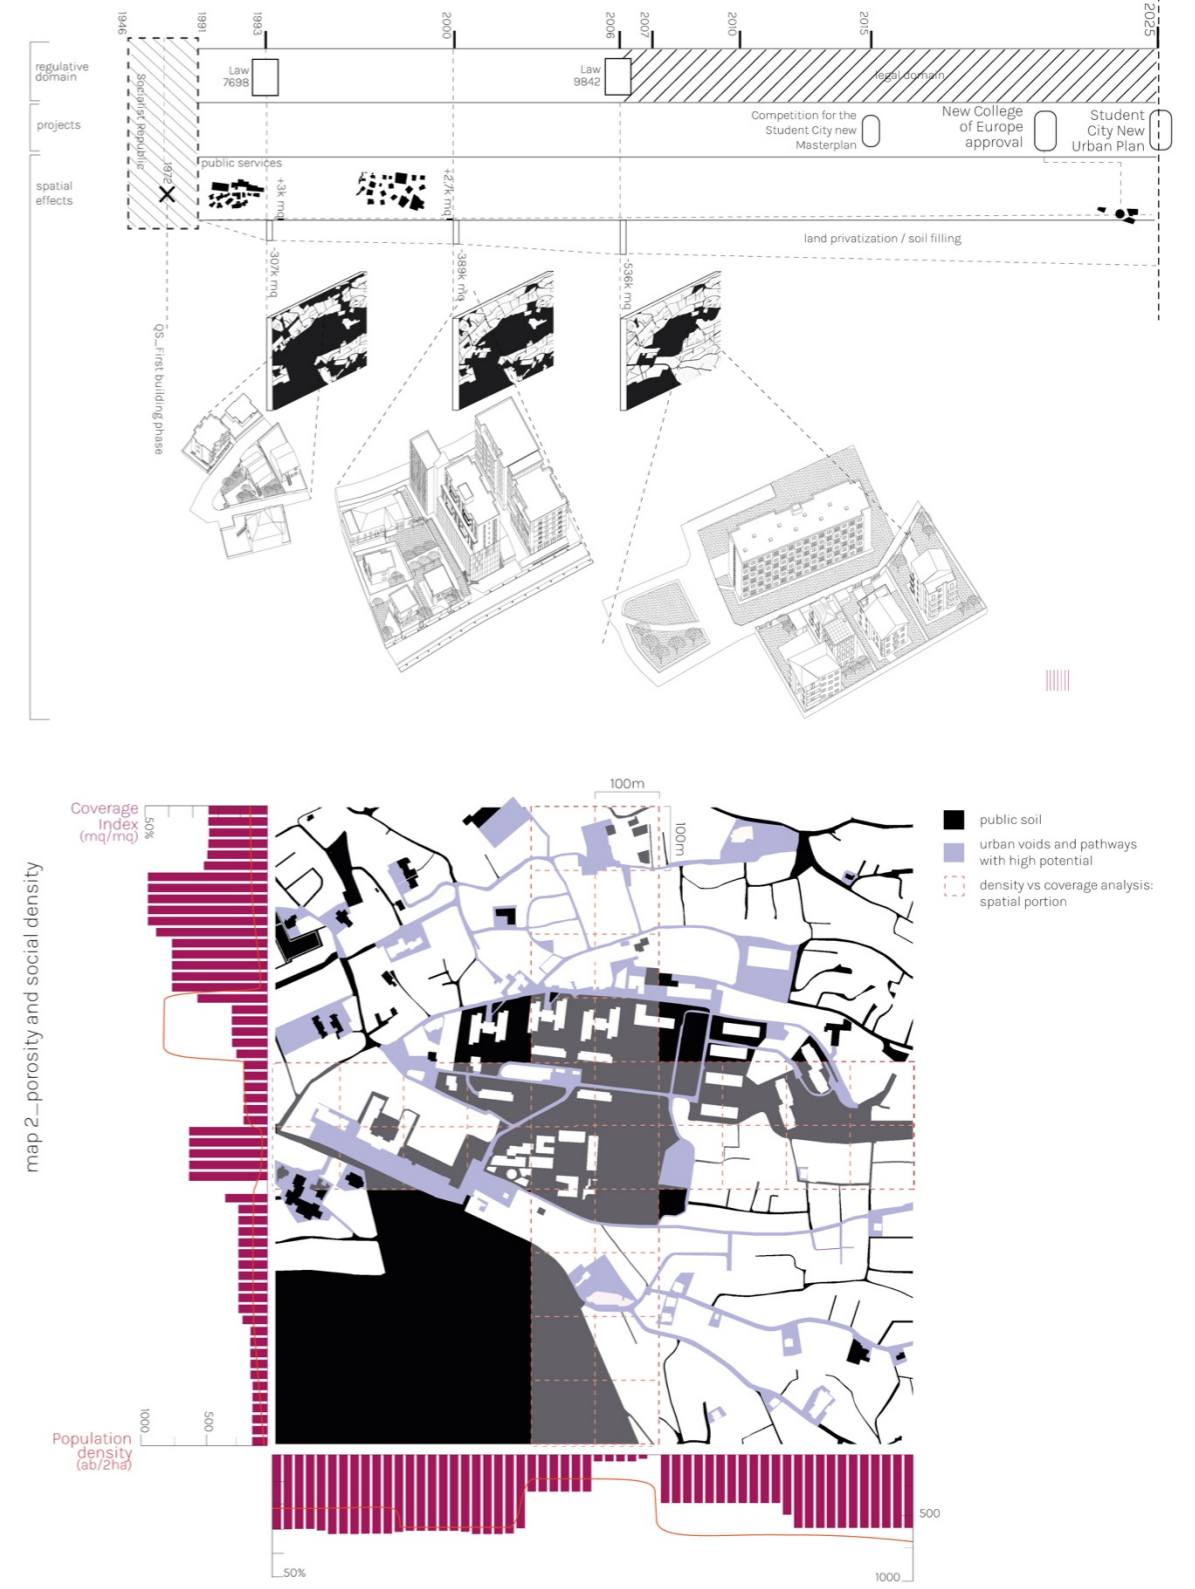 1946
1991
1993
2000
2006
2007
2010
2015
2025
regulative
domain
Socialist Republic
Law
7698
Law
9842
legal domain
projects
Competition for the
Student City new
Masterplan
New College
of Europe
approval
Student
City New
Urban Plan
spatial
effects
1972
public services
+3k mq
+2,7k mq
land privatization / soil filling
-307k mq
-389k mq
-536k mq
QS_First building phase
map 2_porosity and social density
Coverage
Index
(mq/mq)
50%
100m
100m
public soil
urban voids and pathways
with high potential
density vs coverage analysis:
spatial portion
1000
500
Population
density
(ab/2ha)
500
50%
1000